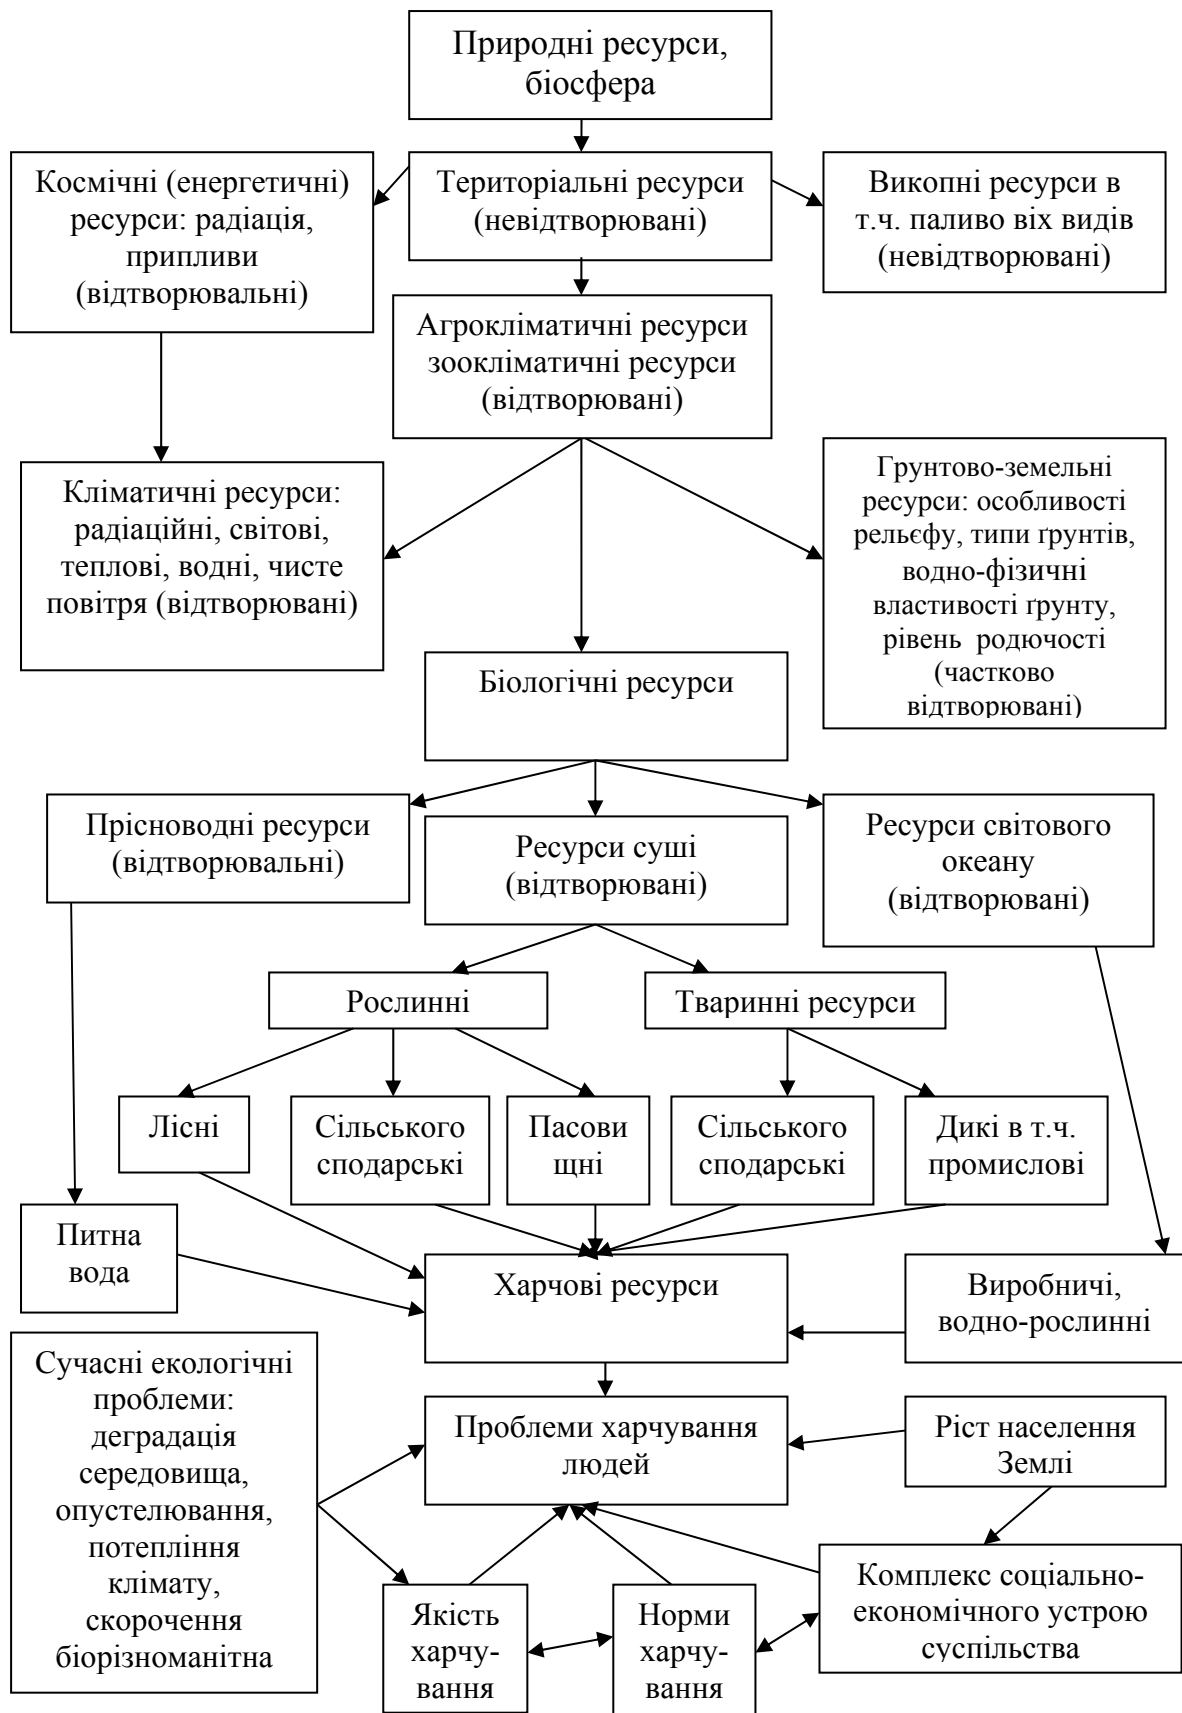 Природні ресурси,
біосфера
Космічні (енергетичні)
ресурси: радіація,
припливи
(відтворювальні)
Територіальні ресурси
(невідтворювані)
Викопні ресурси в
т.ч. паливо віх видів
(невідтворювані)
Агрокліматичні ресурси
зоокліматичні ресурси
(відтворювані)
Кліматичні ресурси:
радіаційні, світові,
теплові, водні, чисте
повітря (відтворювані)
Грунтово-земельні
ресурси: особливості
рельєфу, типи ґрунтів,
водно-фізичні
властивості ґрунту,
рівень родючості
(частково
відтворювані)
Біологічні ресурси
Прісноводні ресурси
(відтворювальні)
Ресурси суші
(відтворювані)
Ресурси світового
океану
(відтворювані)
Рослинні
Тваринні ресурси
Лісні
Сільського
сподарські
Пасови
щні
Сільського
сподарські
Дикі в т.ч.
промислові
Питна
вода
Харчові ресурси
Виробничі,
водно-рослинні
Сучасні екологічні
проблеми:
деградація
середовища,
опустелювання,
потепління
клімату,
скорочення
біорізноманітна
Проблеми харчування
людей
Ріст населення
Землі
Якість
харчу-
вання
Норми
харчу-
вання
Комплекс соціально-
економічного устрою
суспільства